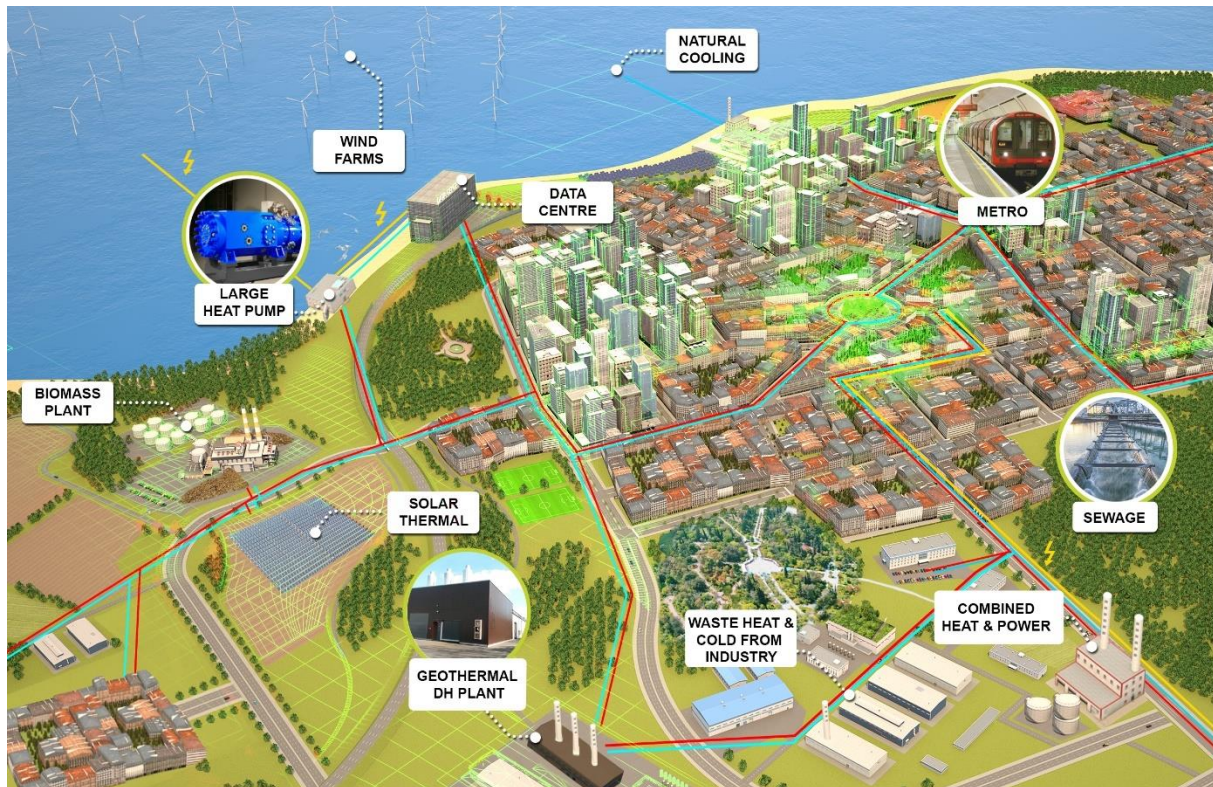 NATURAL
COOLING
WIND
FARMS
DATA
CENTRE
METRO
LARGE
HEAT PUMP
BIOMASS
PLANT
SOLAR
THERMAL
SEWAGE
GEOTHERMAL
DH PLANT
WASTE HEAT &
COLD FROM
INDUSTRY
COMBINED
HEAT & POWER